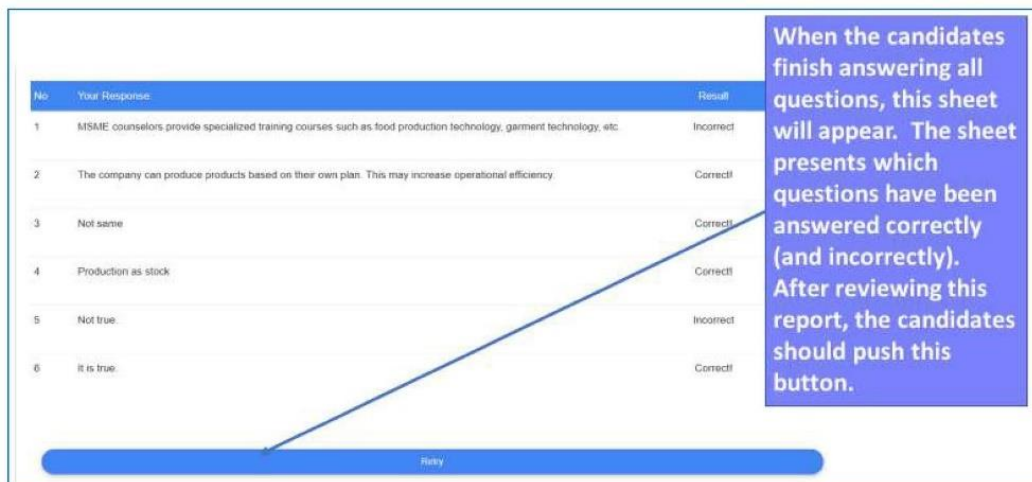 No Your Response: Result
1 MSME counselors provide specialized training courses such as food production technology, garment technology, etc. Incorrect
2 The company can produce products based on their own plan. This may increase operational efficiency. Correct!
3 Not same Correct!
4 Production as stock Correct!
5 Not true. Incorrect
6 It is true. Correct!
Retry
When the candidates
finish answering all
questions, this sheet
will appear. The sheet
presents which
questions have been
answered correctly
(and incorrectly).
After reviewing this
report, the candidates
should push this
button.